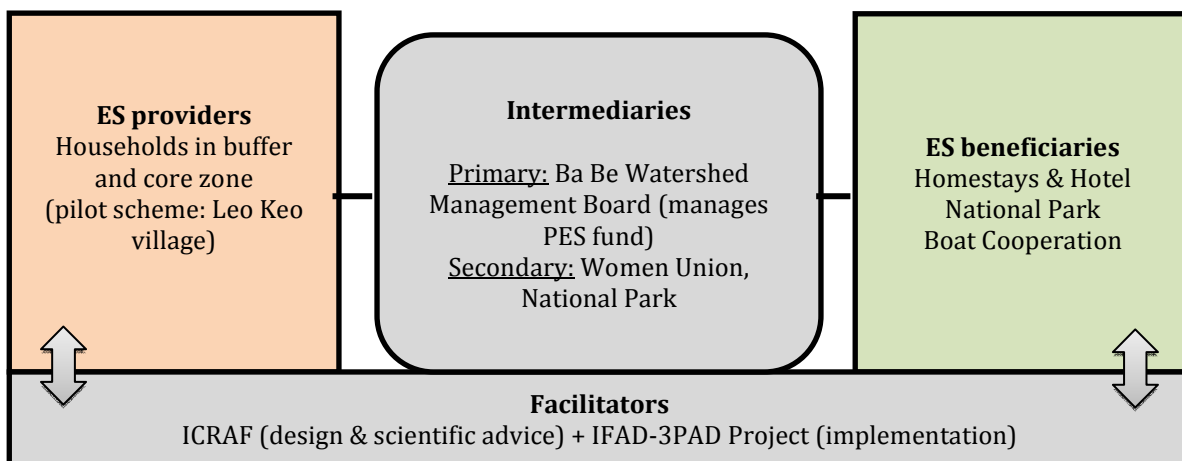 ES providers
Households in buffer
and core zone
(pilot scheme: Leo Keo
village)
Intermediaries
Primary: Ba Be Watershed
Management Board (manages
PES fund)
Secondary: Women Union,
National Park
ES beneficiaries
Homestays & Hotel
National Park
Boat Cooperation
Facilitators
ICRAF (design & scientific advice) + IFAD-3PAD Project (implementation)